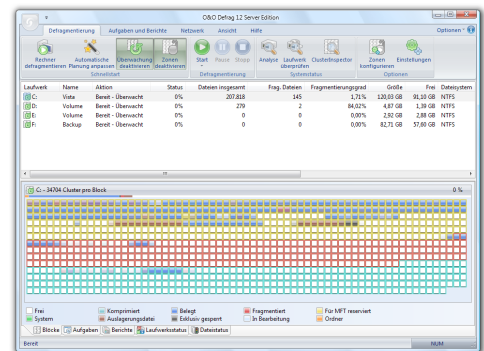 O&O Defrag 12 Server Edition
Defragmentierung Aufgaben und Berichte Netzwerk Ansicht Hilfe Optionen
Rechner defragmentieren
Automatische Planung anpassen
Überwachung deaktivieren
Zonen deaktivieren
Start Pause Stopp
Analyse
Laufwerk überprüfen
ClusterInspector
Zonen konfigurieren
Einstellungen
Schnellstart Defragmentierung Systemstatus Optionen
Laufwerk Name Aktion Status Dateien insgesamt Frag. Dateien Fragmentierungsgrad Größe Frei Dateisystem
C: Vista Bereit - Überwacht 0% 207.818 145 1,71% 120,03 GB 91,10 GB NTFS
D: Volume Bereit - Überwacht 0% 279 2 84,02% 4,87 GB 1,39 GB NTFS
E: Volume Bereit - Überwacht 0% 0 0 0,00% 2,92 GB 2,88 GB NTFS
F: Backup Bereit - Überwacht 0% 0 0 0,00% 82,71 GB 57,60 GB NTFS
C: - 34704 Cluster pro Block 0 %
Frei Komprimiert Belegt Fragmentiert Für MFT reserviert
System Auslagerungsdatei Exklusiv gesperrt In Bearbeitung Ordner
Blöcke Aufgaben Berichte Laufwerksstatus Dateistatus
Bereit NUM